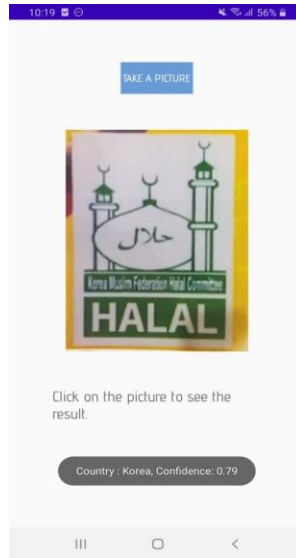 10:19
56%
TAKE A PICTURE
حلال
Korea Muslim Federation Halal Committee
HALAL
Click on the picture to see the
result.
Country : Korea, Confidence: 0.79